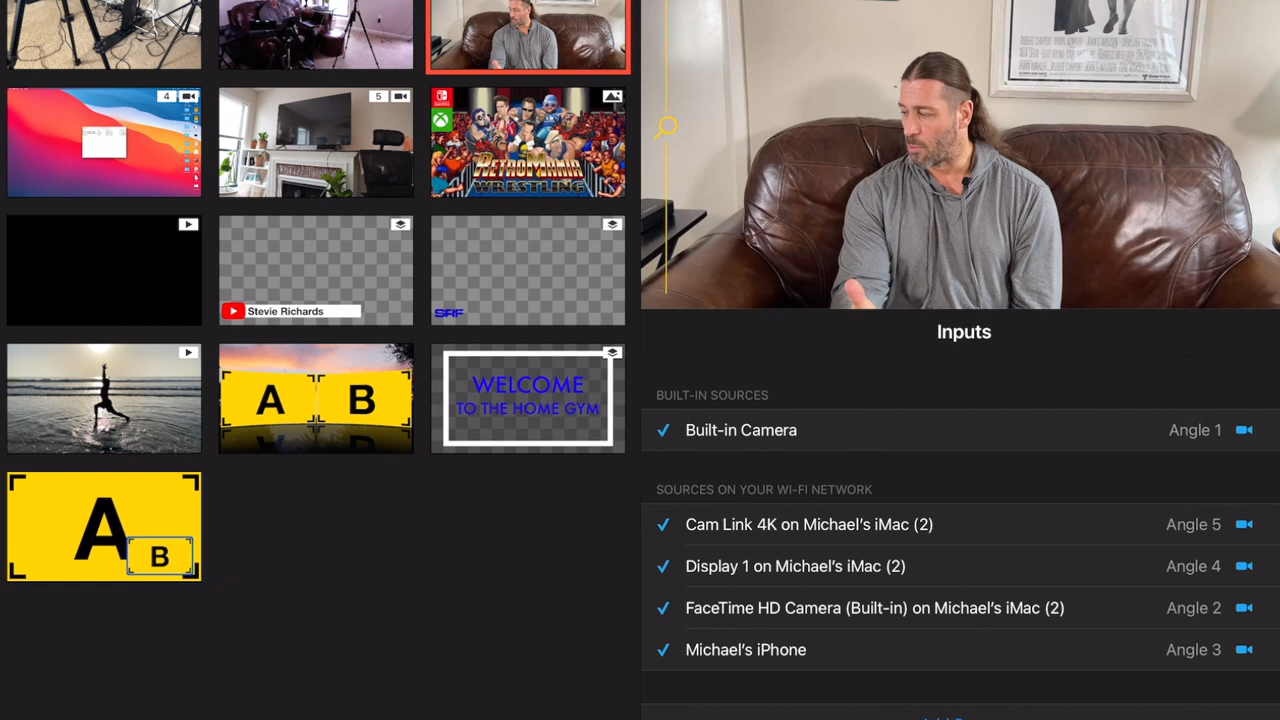 4
5
RETROMANIA
WRESTLING
Stevie Richards
SRF
A
B
WELCOME
TO THE HOME GYM
A
B
Inputs
BUILT-IN SOURCES
Built-in Camera
Angle 1
SOURCES ON YOUR WI-FI NETWORK
Cam Link 4K on Michael's iMac (2)
Angle 5
Display 1 on Michael's iMac (2)
Angle 4
FaceTime HD Camera (Built-in) on Michael's iMac (2)
Angle 2
Michael's iPhone
Angle 3